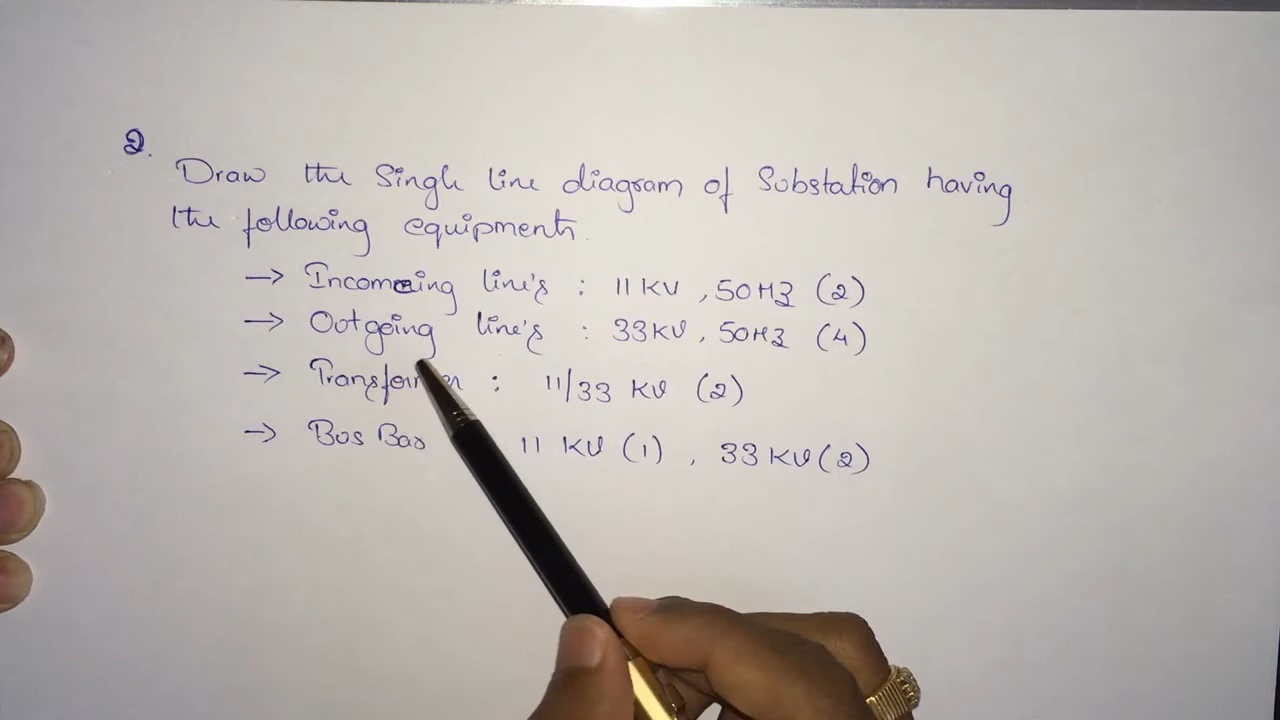 2.
Draw the Single line diagram of Substation having
the following equipments.
→ Incomeing line's : 11 KV , 50 HZ (2)
→ Outgoing line's : 33 KV , 50 HZ (4)
→ : 11/33 KV (2)
→ Bus Bar 11 KV (1) , 33 KV (2)